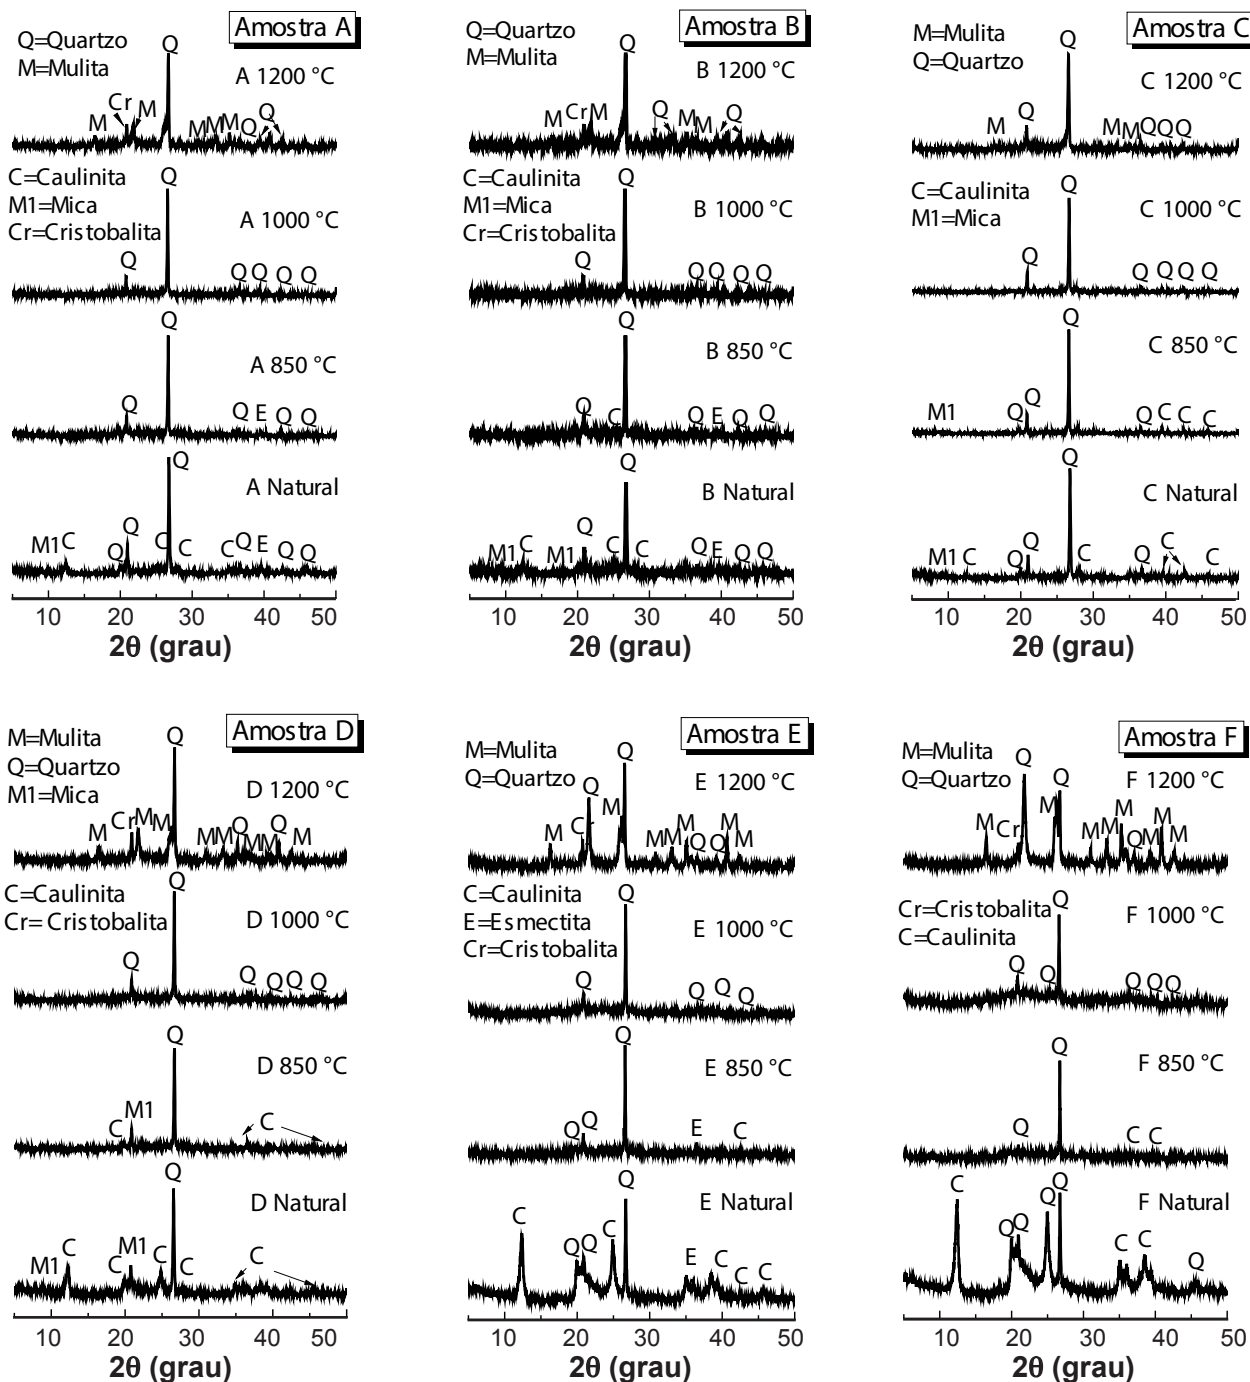 Amostra A
Q=Quartzo
M=Mulita
Q
A 1200 °C
Cr
M
M
M
M
M
Q
Q
C=Caulinita
M1=Mica
Cr=Cristobalita
Q
A 1000 °C
Q
Q
Q
Q
Q
Q
A 850 °C
Q
Q
E
Q
Q
Q
A Natural
M1
C
Q
Q
C
C
C
Q
E
Q
Q
10 20 30 40 50
2θ (grau)
Amostra B
Q=Quartzo
M=Mulita
Q
B 1200 °C
M
Cr
M
Q
M
M
Q
C=Caulinita
M1=Mica
Cr=Cristobalita
Q
B 1000 °C
Q
Q
Q
Q
Q
Q
B 850 °C
Q
C
Q
E
Q
Q
Q
B Natural
M1
C
M1
Q
C
C
Q
E
Q
Q
10 20 30 40 50
2θ (grau)
Amostra C
M=Mulita
Q=Quartzo
Q
C 1200 °C
M
Q
M
M
Q
Q
Q
C=Caulinita
M1=Mica
Q
C 1000 °C
Q
Q
Q
Q
Q
Q
C 850 °C
M1
Q
Q
Q
C
C
C
Q
C Natural
M1
C
Q
Q
C
Q
C
C
10 20 30 40 50
2θ (grau)
Amostra D
M=Mulita
Q=Quartzo
M1=Mica
Q
D 1200 °C
M
Cr
M
M
M
M
Q
M
M
Q
M
C=Caulinita
Cr= Cristobalita
Q
D 1000 °C
Q
Q
Q
Q
Q
Q
D 850 °C
C
M1
C
Q
D Natural
M1
C
C
M1
C
C
C
10 20 30 40 50
2θ (grau)
Amostra E
M=Mulita
Q=Quartzo
Q
E 1200 °C
M
Cr
Q
M
M
M
M
Q
Q
M
M
C=Caulinita
E=Esmectita
Cr=Cristobalita
Q
E 1000 °C
Q
Q
Q
Q
Q
E 850 °C
Q
Q
E
C
Q
E Natural
C
Q
Q
C
E
C
C
C
10 20 30 40 50
2θ (grau)
Amostra F
M=Mulita
Q=Quartzo
Q
Q
F 1200 °C
M
Cr
M
M
M
M
Q
M
M
M
Cr=Cristobalita
C=Caulinita
Q
F 1000 °C
Q
Q
Q
Q
Q
Q
F 850 °C
Q
C
C
Q
F Natural
C
Q
Q
Q
C
C
Q
10 20 30 40 50
2θ (grau)